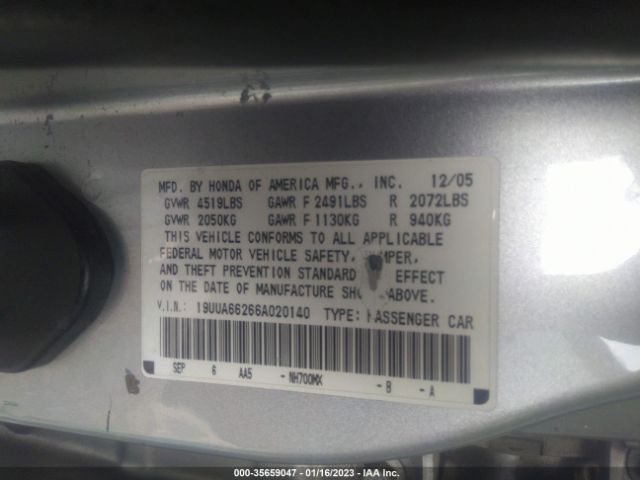 MFD. BY HONDA OF AMERICA MFG., INC. 12/05
GVWR 4519LBS GAWR F 2491LBS R 2072LBS
GVWR 2050KG GAWR F 1130KG R 940KG
THIS VEHICLE CONFORMS TO ALL APPLICABLE
FEDERAL MOTOR VEHICLE SAFETY, UMPER,
AND THEFT PREVENTION STANDARD EFFECT
ON THE DATE OF MANUFACTURE SHO ABOVE.
V.I.N.: 19UUA66266A020140 TYPE: PASSENGER CAR
SEP 6 AA5 - NH700MX - B - A
000-35659047 / 01/16/2023 / IAA Inc.